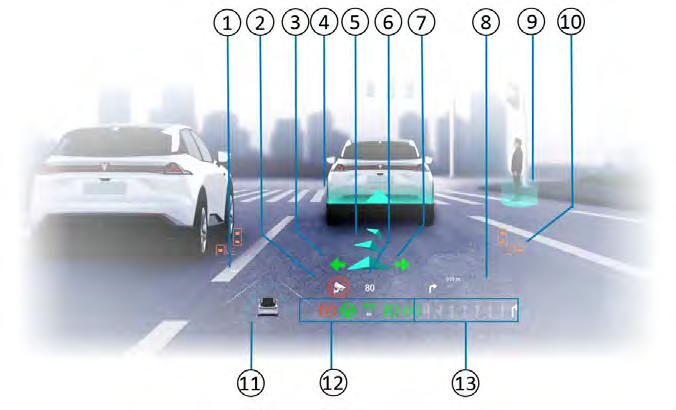 ① ② ③ ④ ⑤ ⑥ ⑦ ⑧ ⑨ ⑩
80
⑪ ⑫ ⑬